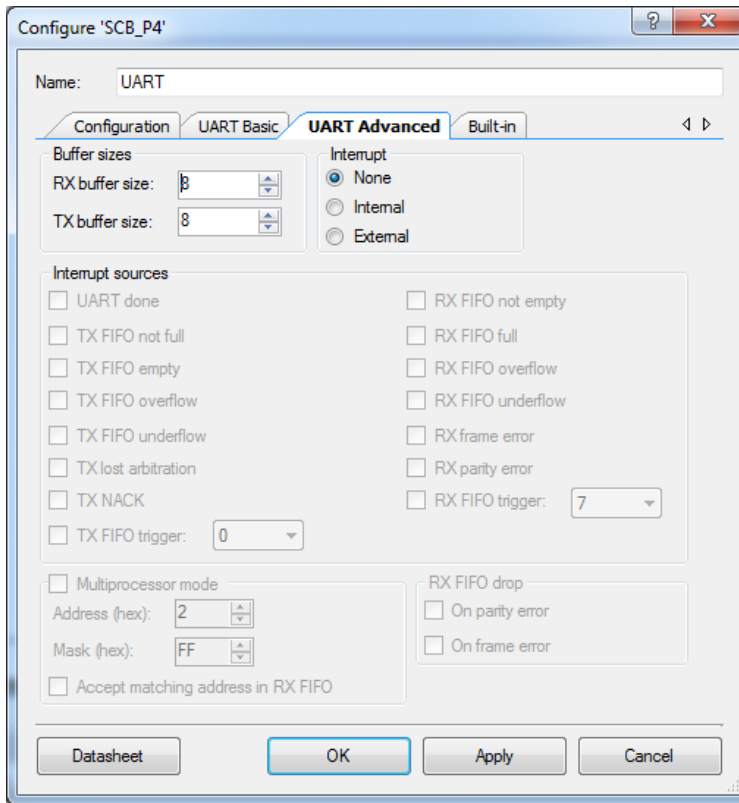 Configure 'SCB_P4'
Name: UART
Configuration UART Basic UART Advanced Built-in
Buffer sizes
RX buffer size: 8
TX buffer size: 8
Interrupt
None
Internal
External
Interrupt sources
UART done
TX FIFO not full
TX FIFO empty
TX FIFO overflow
TX FIFO underflow
TX lost arbitration
TX NACK
TX FIFO trigger: 0
RX FIFO not empty
RX FIFO full
RX FIFO overflow
RX FIFO underflow
RX frame error
RX parity error
RX FIFO trigger: 7
Multiprocessor mode
Address (hex): 2
Mask (hex): FF
Accept matching address in RX FIFO
RX FIFO drop
On parity error
On frame error
Datasheet OK Apply Cancel